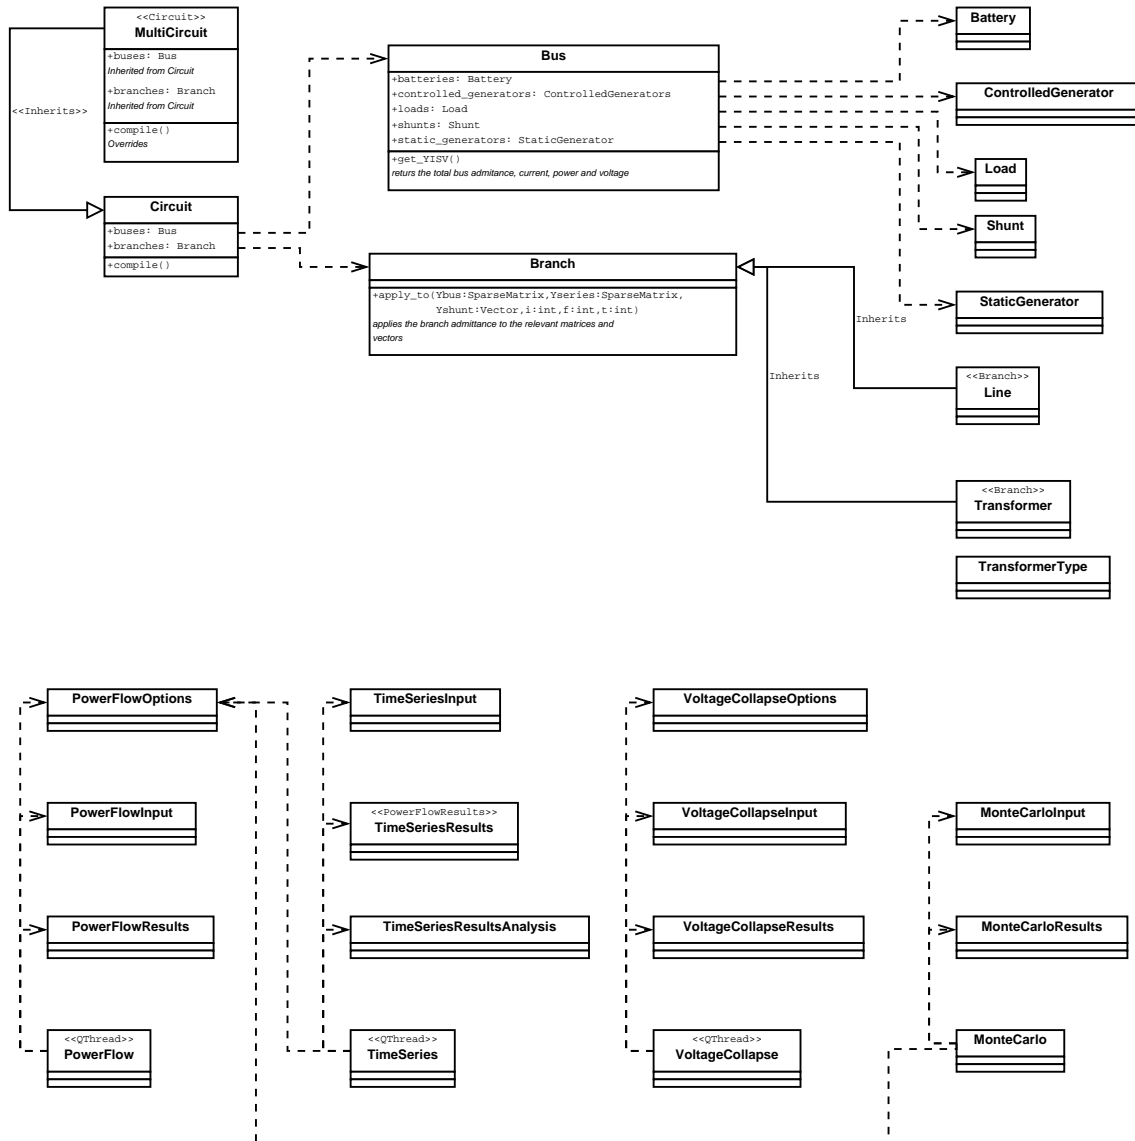 <<Circuit>>
MultiCircuit
+buses: Bus
Inherited from Circuit
+branches: Branch
Inherited from Circuit
+compile()
Overrides
<<Inherits>>
Circuit
+buses: Bus
+branches: Branch
+compile()
Bus
+batteries: Battery
+controlled_generators: ControlledGenerators
+loads: Load
+shunts: Shunt
+static_generators: StaticGenerator
+get_YISV()
returs the total bus admitance, current, power and voltage
Branch
+apply_to(Ybus:SparseMatrix,Yseries:SparseMatrix,
Yshunt:Vector,i:int,f:int,t:int)
applies the branch admittance to the relevant matrices and
vectors
Battery
ControlledGenerator
Load
Shunt
StaticGenerator
Inherits
<<Branch>>
Line
Inherits
<<Branch>>
Transformer
TransformerType
PowerFlowOptions
TimeSeriesInput
VoltageCollapseOptions
PowerFlowInput
<<PowerFlowResults>>
TimeSeriesResults
VoltageCollapseInput
MonteCarloInput
PowerFlowResults
TimeSeriesResultsAnalysis
VoltageCollapseResults
MonteCarloResults
<<QThread>>
PowerFlow
<<QThread>>
TimeSeries
<<QThread>>
VoltageCollapse
MonteCarlo